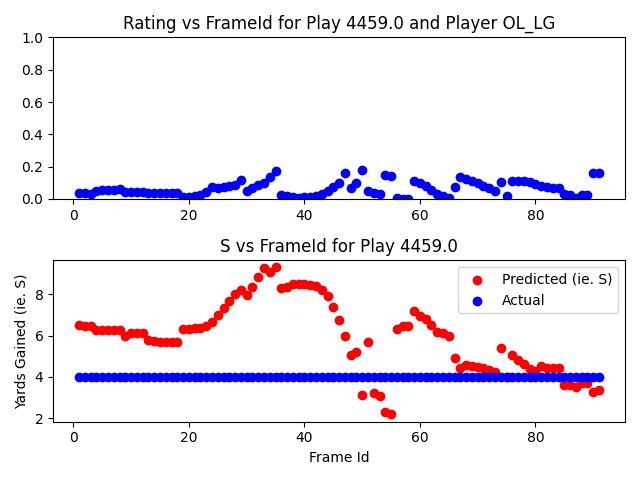 Rating vs FrameId for Play 4459.0 and Player OL_LG
1.0
0.8
0.6
0.4
0.2
0.0
0 20 40 60 80
S vs FrameId for Play 4459.0
Yards Gained (ie. S)
8
6
4
2
Predicted (ie. S)
Actual
0 20 40 60 80
Frame Id